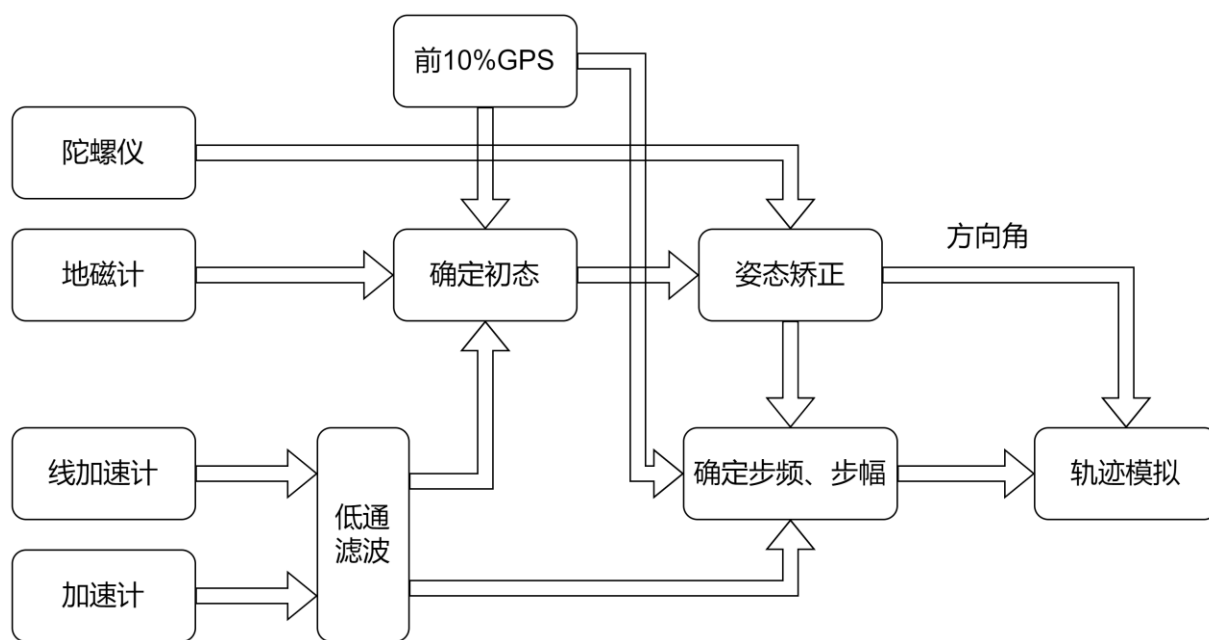 前10%GPS
陀螺仪
方向角
地磁计
确定初态
姿态矫正
线加速计
低通
滤波
确定步频、步幅
轨迹模拟
加速计